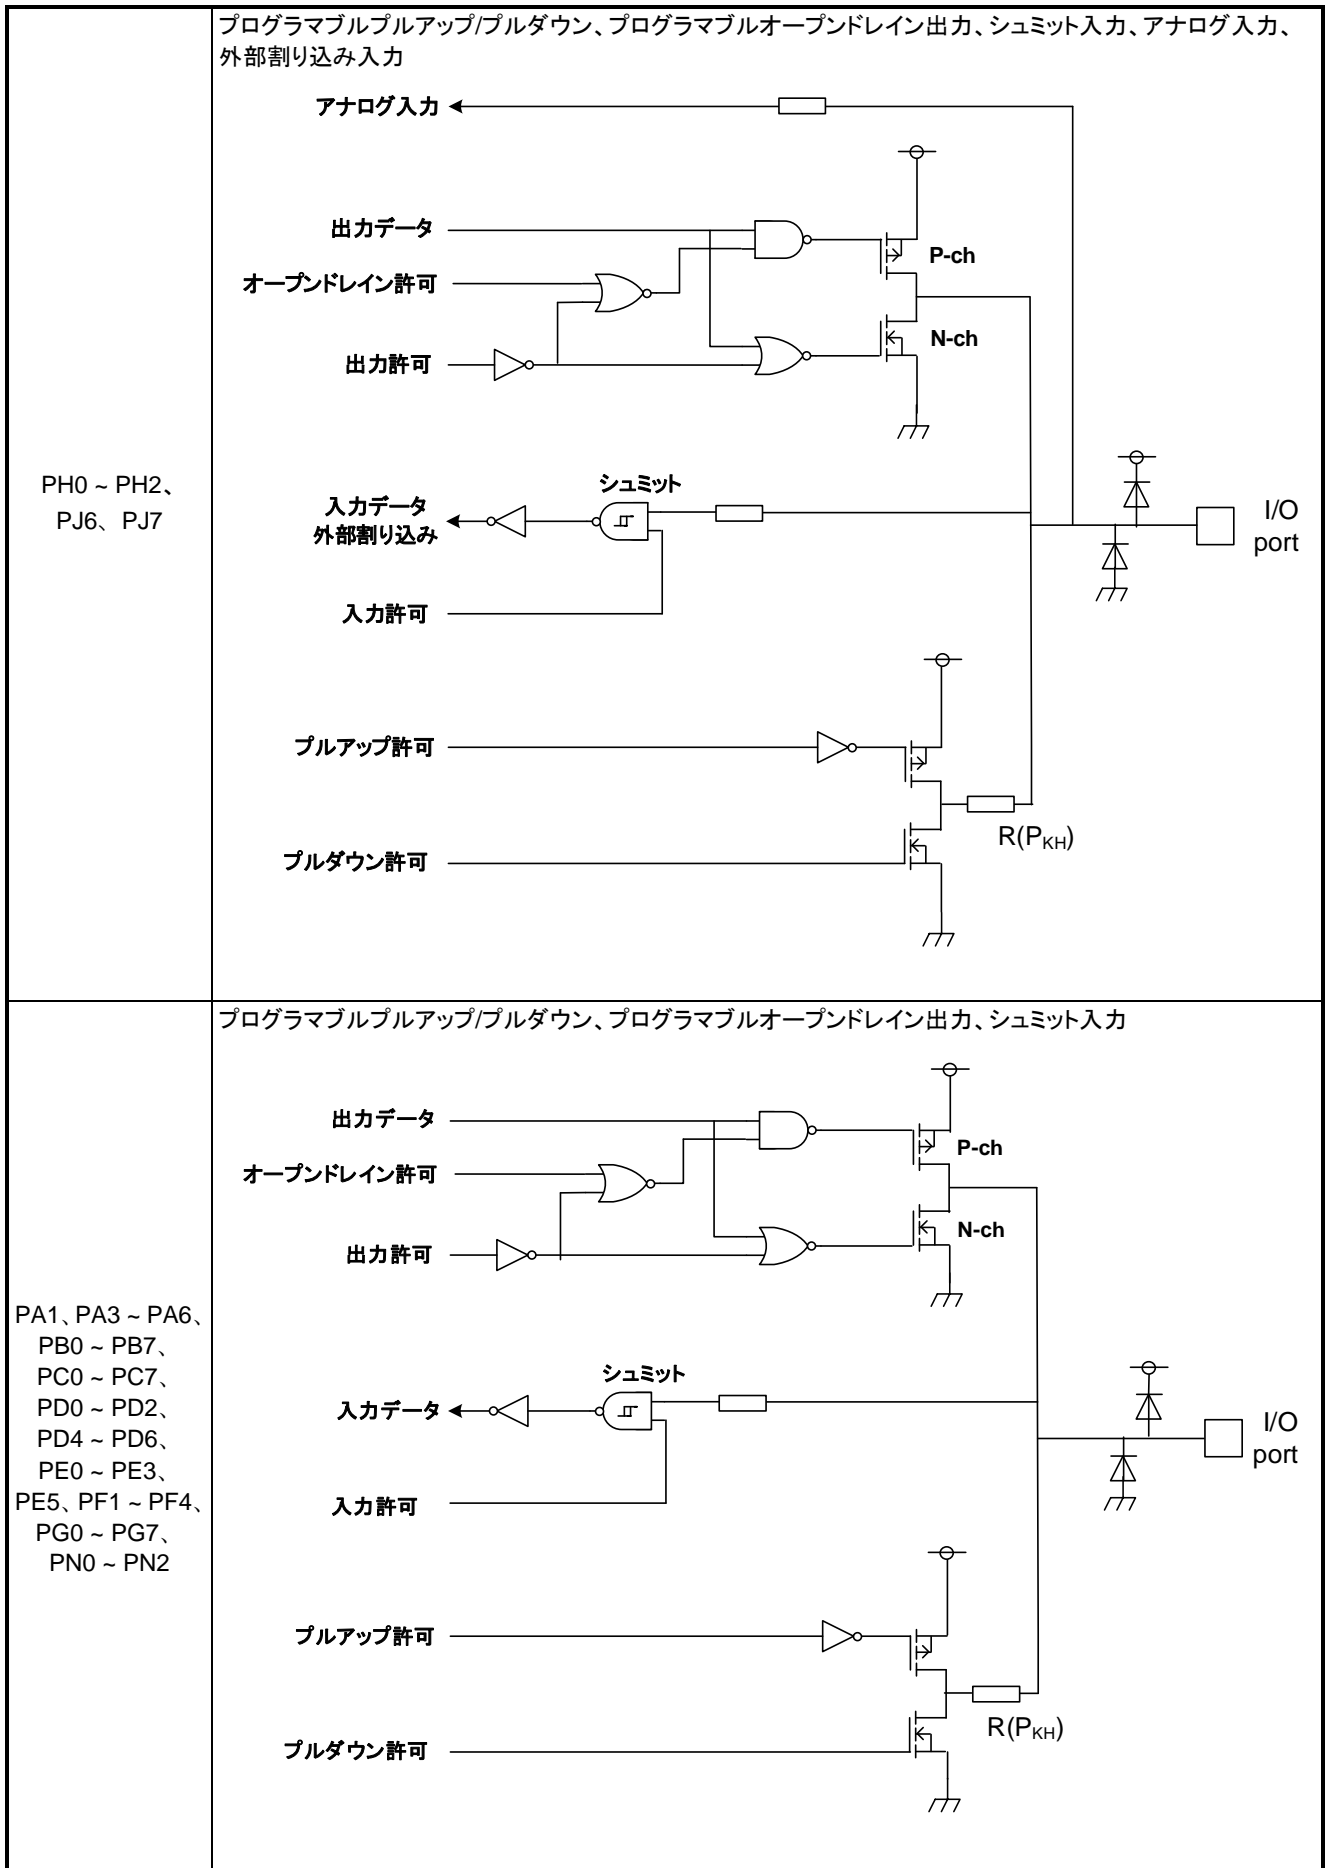 プログラマブルプルアップ/プルダウン、プログラマブルオープンドレイン出力、シュミット入力、アナログ入力、
外部割り込み入力
アナログ入力
出力データ
オープンドレイン許可
出力許可
P-ch
N-ch
PH0 ~ PH2、
PJ6、PJ7
シュミット
入力データ
外部割り込み
入力許可
I/O
port
プルアップ許可
プルダウン許可
R(PKH)
プログラマブルプルアップ/プルダウン、プログラマブルオープンドレイン出力、シュミット入力
出力データ
オープンドレイン許可
出力許可
P-ch
N-ch
PA1、PA3 ~ PA6、
PB0 ~ PB7、
PC0 ~ PC7、
PD0 ~ PD2、
PD4 ~ PD6、
PE0 ~ PE3、
PE5、PF1 ~ PF4、
PG0 ~ PG7、
PN0 ~ PN2
シュミット
入力データ
入力許可
I/O
port
プルアップ許可
プルダウン許可
R(PKH)